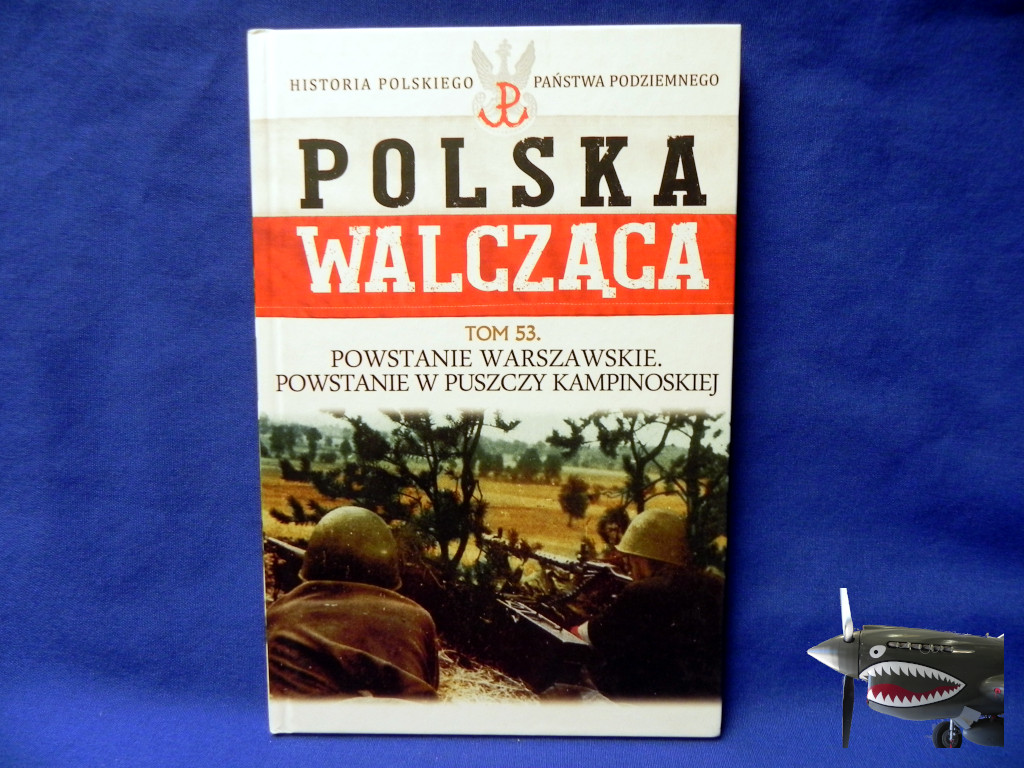 HISTORIA POLSKIEGO PAŃSTWA PODZIEMNEGO
POLSKA
WALCZĄCA
TOM 53.
POWSTANIE WARSZAWSKIE.
POWSTANIE W PUSZCZY KAMPINOSKIEJ